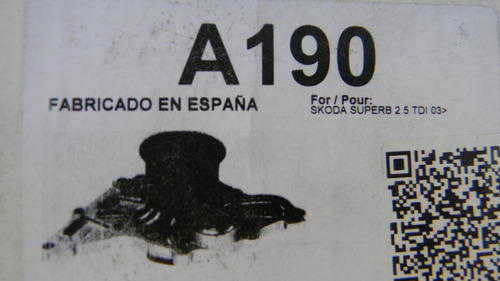 A190
FABRICADO EN ESPAÑA
For / Pour:
SKODA SUPERB 2.5 TDI 03>